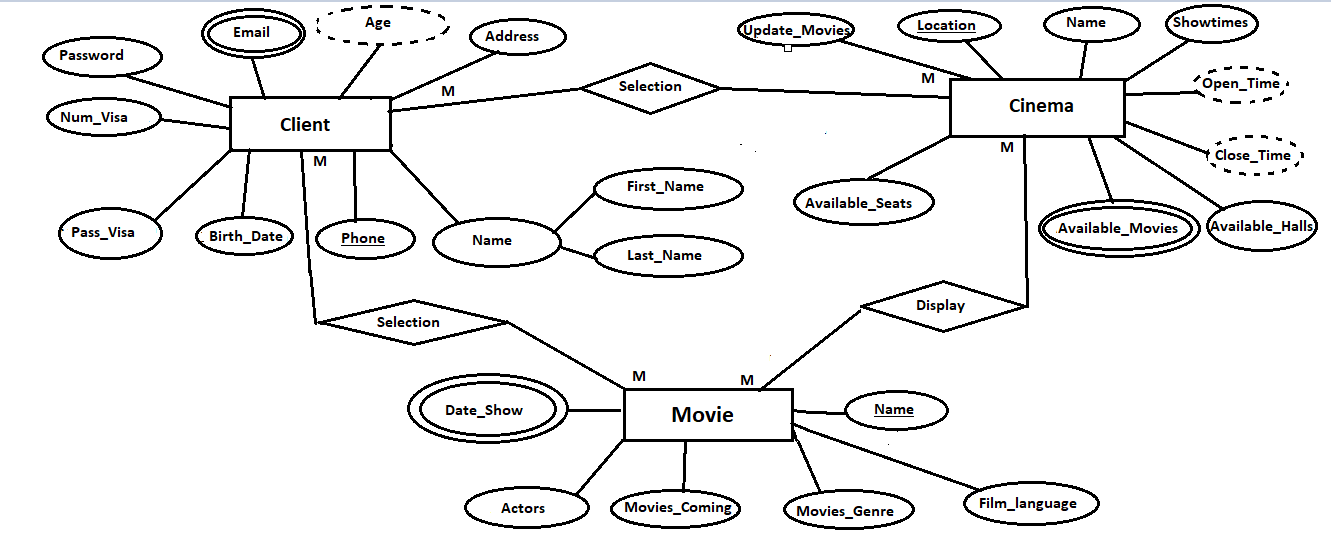 Age
Email
Address
Password
Num_Visa
Client
M
M
Pass_Visa
Birth_Date
Phone
Name
First_Name
Last_Name
Selection
Update_Movies
Location
Name
Showtimes
Open_Time
M
Cinema
Close_Time
M
Available_Seats
Available_Movies
Available_Halls
Selection
Display
M
M
Date_Show
Movie
Name
Actors
Movies_Coming
Movies_Genre
Film_language